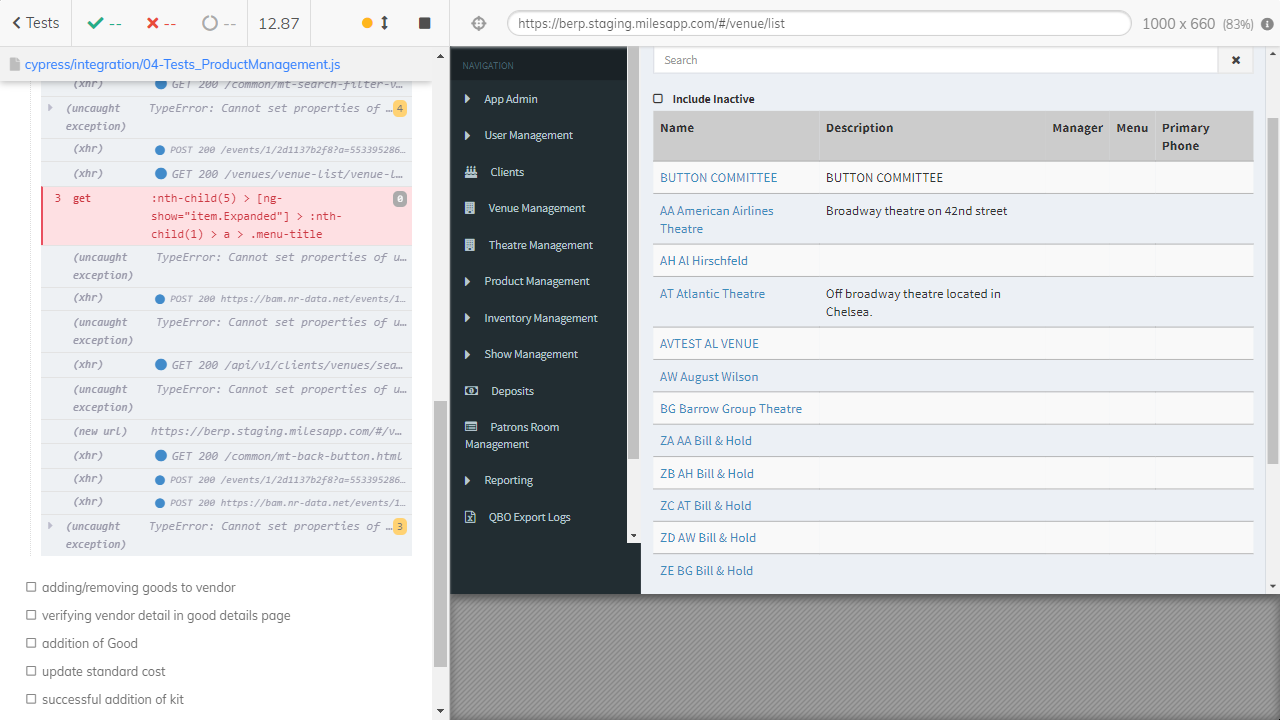 Tests
--
--
--
12.87
https://berp.staging.milesapp.com/#/venue/list
1000 x 660 (83%)
cypress/integration/04-Tests_ProductManagement.js
(xhr) GET 200 /common/mt-search-filter-v…
(uncaught exception) TypeError: Cannot set properties of … 4
(xhr) POST 200 /events/1/2d1137b2f8?a=553395286…
(xhr) GET 200 /venues/venue-list/venue-l…
3 get :nth-child(5) > [ng-
show="item.Expanded"] > :nth-
child(1) > a > .menu-title
0
(uncaught exception) TypeError: Cannot set properties of u…
(xhr) POST 200 https://bam.nr-data.net/events/1…
(uncaught exception) TypeError: Cannot set properties of u…
(xhr) GET 200 /api/v1/clients/venues/sea…
(uncaught exception) TypeError: Cannot set properties of u…
(new url) https://berp.staging.milesapp.com/#/v…
(xhr) GET 200 /common/mt-back-button.html
(xhr) POST 200 /events/1/2d1137b2f8?a=553395286…
(xhr) POST 200 https://bam.nr-data.net/events/1…
(uncaught exception) TypeError: Cannot set properties of … 3
adding/removing goods to vendor
verifying vendor detail in good details page
addition of Good
update standard cost
successful addition of kit
NAVIGATION
App Admin
User Management
Clients
Venue Management
Theatre Management
Product Management
Inventory Management
Show Management
Deposits
Patrons Room
Management
Reporting
QBO Export Logs
Search
Include Inactive
Name Description Manager Menu Primary
Phone
BUTTON COMMITTEE BUTTON COMMITTEE
AA American Airlines Broadway theatre on 42nd street
Theatre
AH Al Hirschfeld
AT Atlantic Theatre Off broadway theatre located in
Chelsea.
AVTEST AL VENUE
AW August Wilson
BG Barrow Group Theatre
ZA AA Bill & Hold
ZB AH Bill & Hold
ZC AT Bill & Hold
ZD AW Bill & Hold
ZE BG Bill & Hold